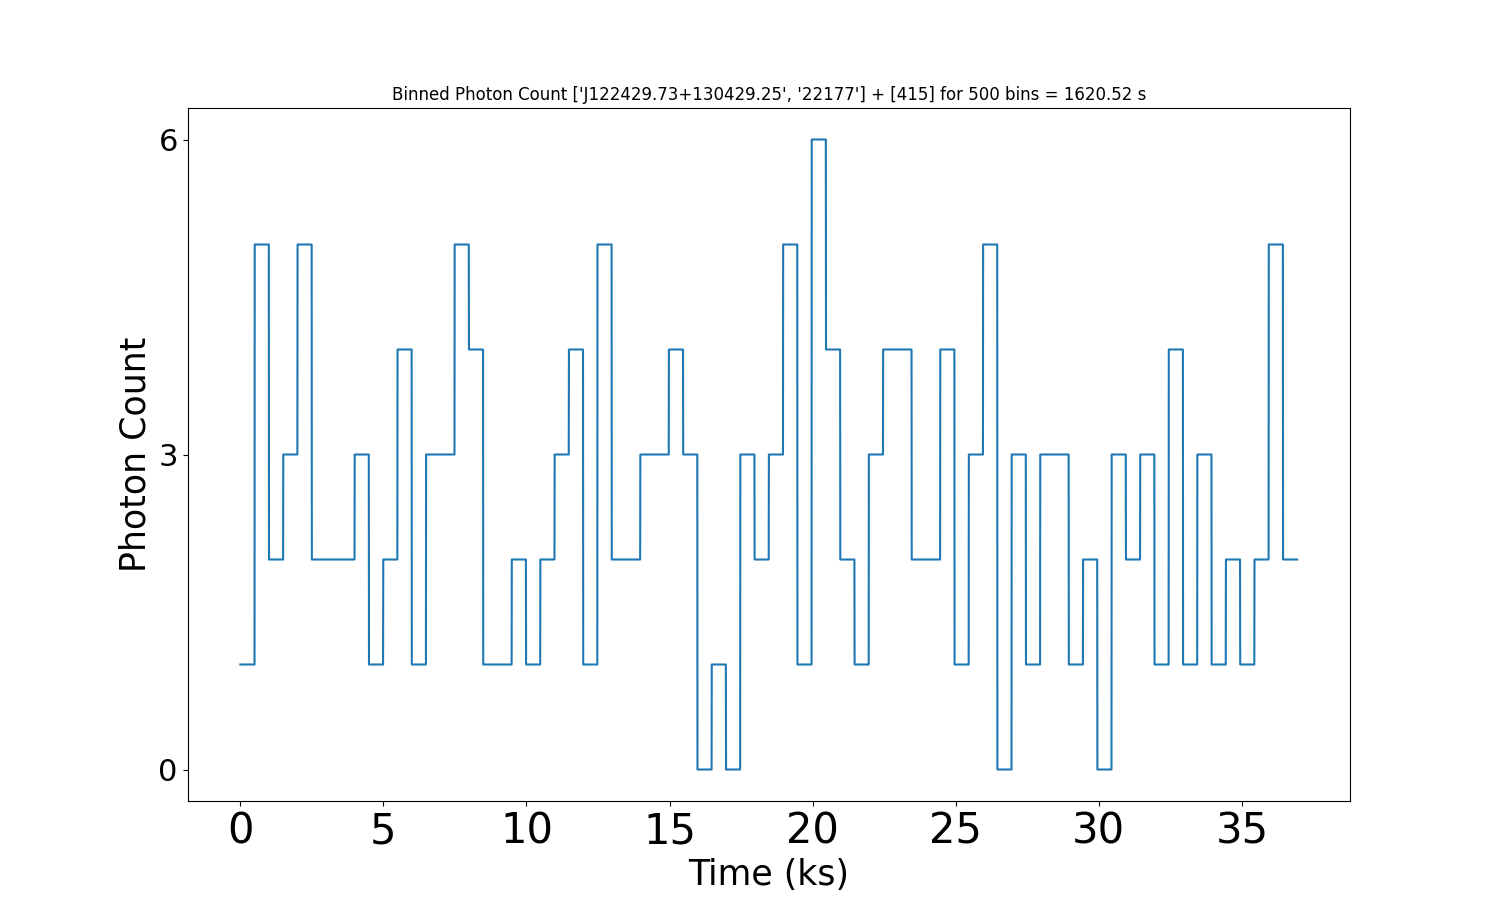 Binned Photon Count ['J122429.73+130429.25', '22177'] + [415] for 500 bins = 1620.52 s
6
3
0
Photon Count
0 5 10 15 20 25 30 35
Time (ks)